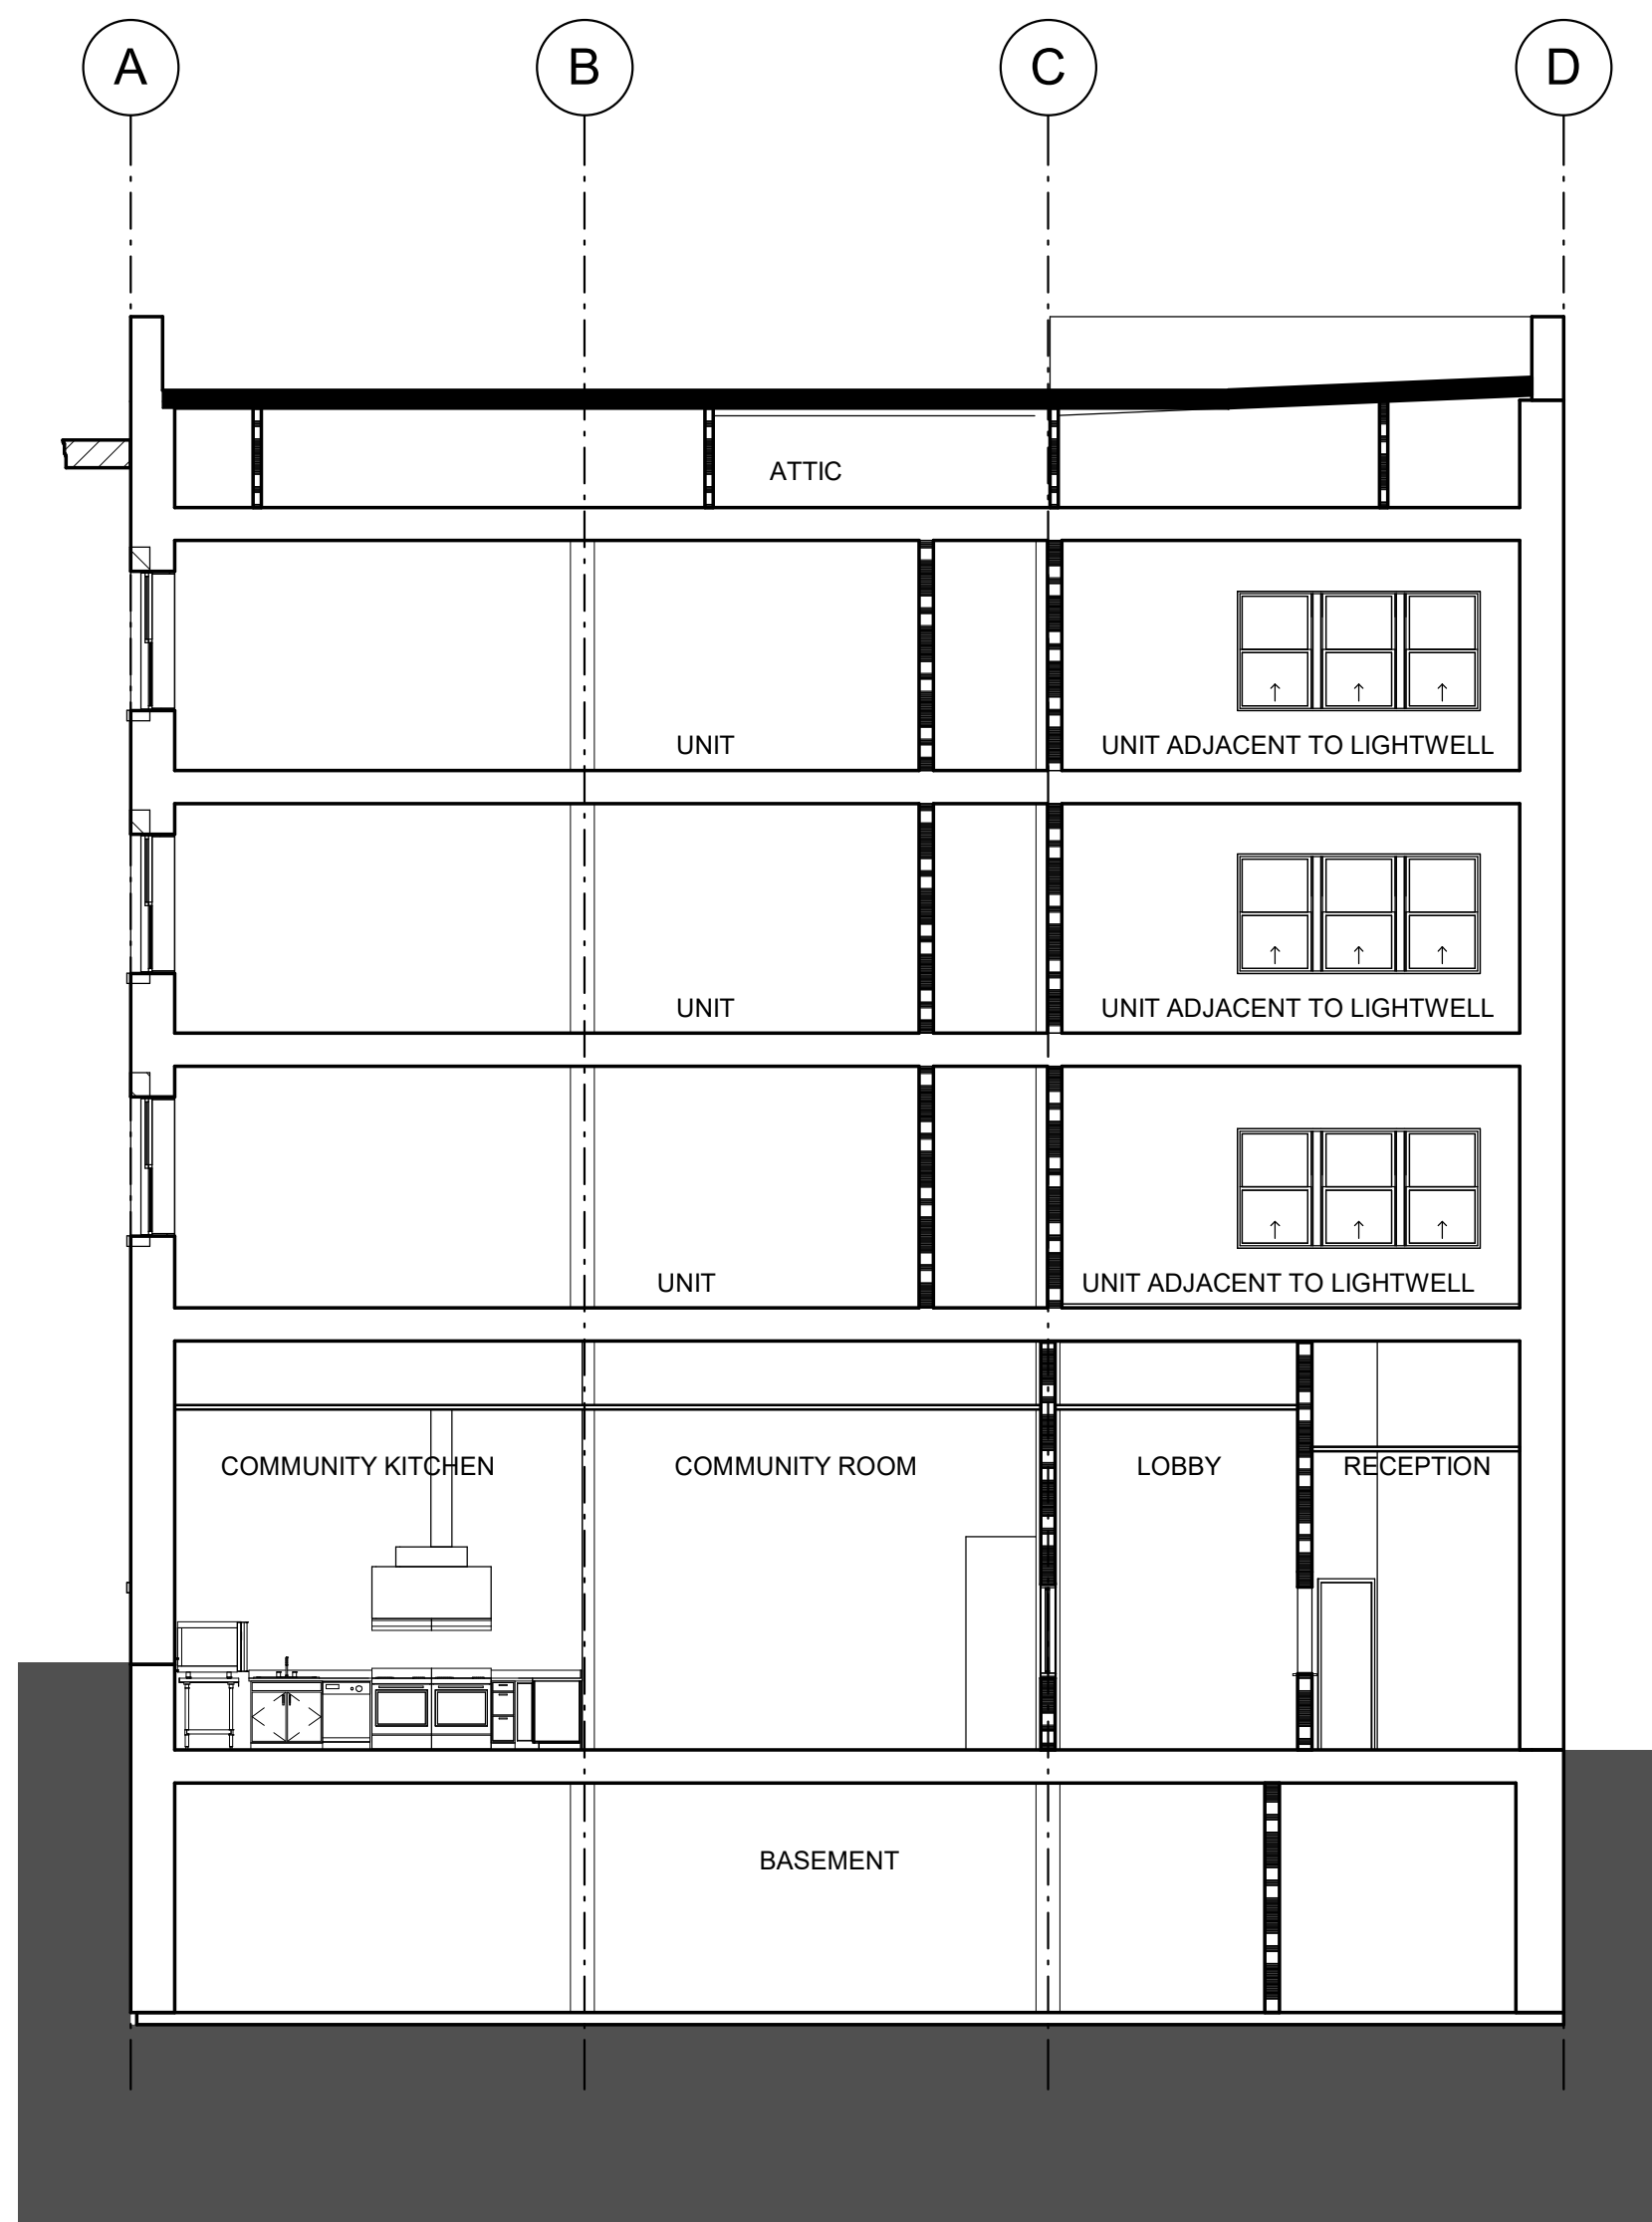 A
B
C
D
ATTIC
UNIT
UNIT ADJACENT TO LIGHTWELL
UNIT
UNIT ADJACENT TO LIGHTWELL
UNIT
UNIT ADJACENT TO LIGHTWELL
COMMUNITY KITCHEN
COMMUNITY ROOM
LOBBY
RECEPTION
BASEMENT